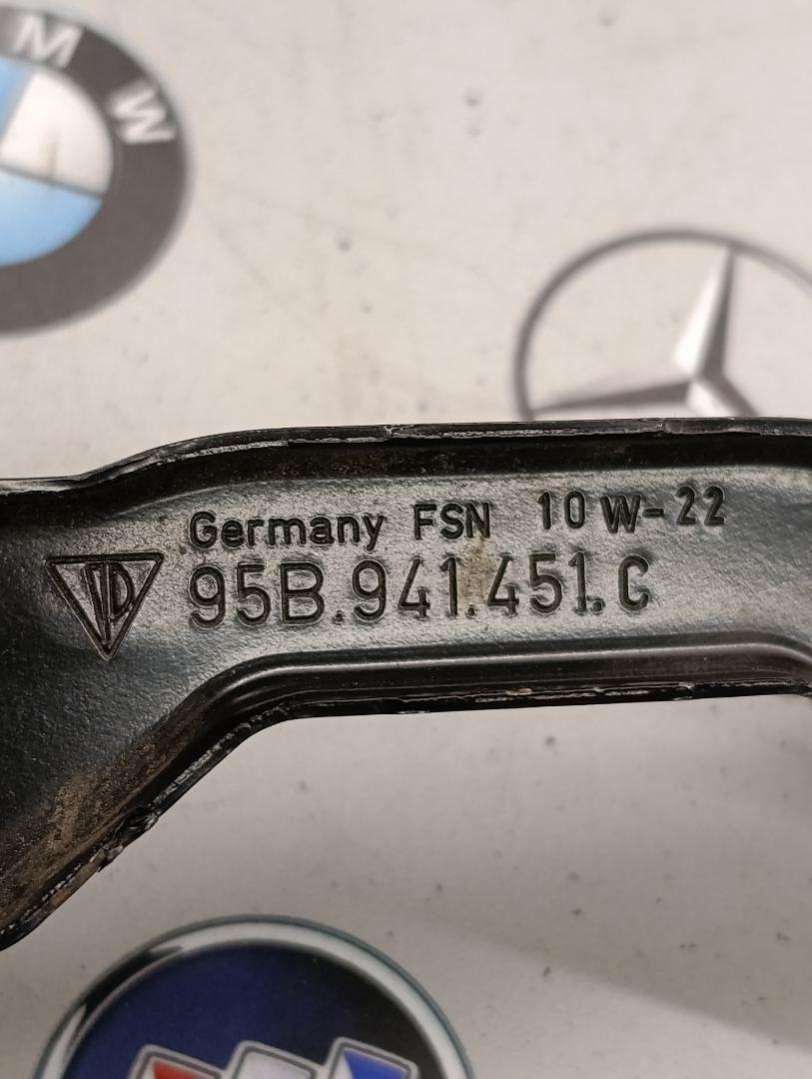 M W
Germany FSN 10 W-22
95B.941.451.C